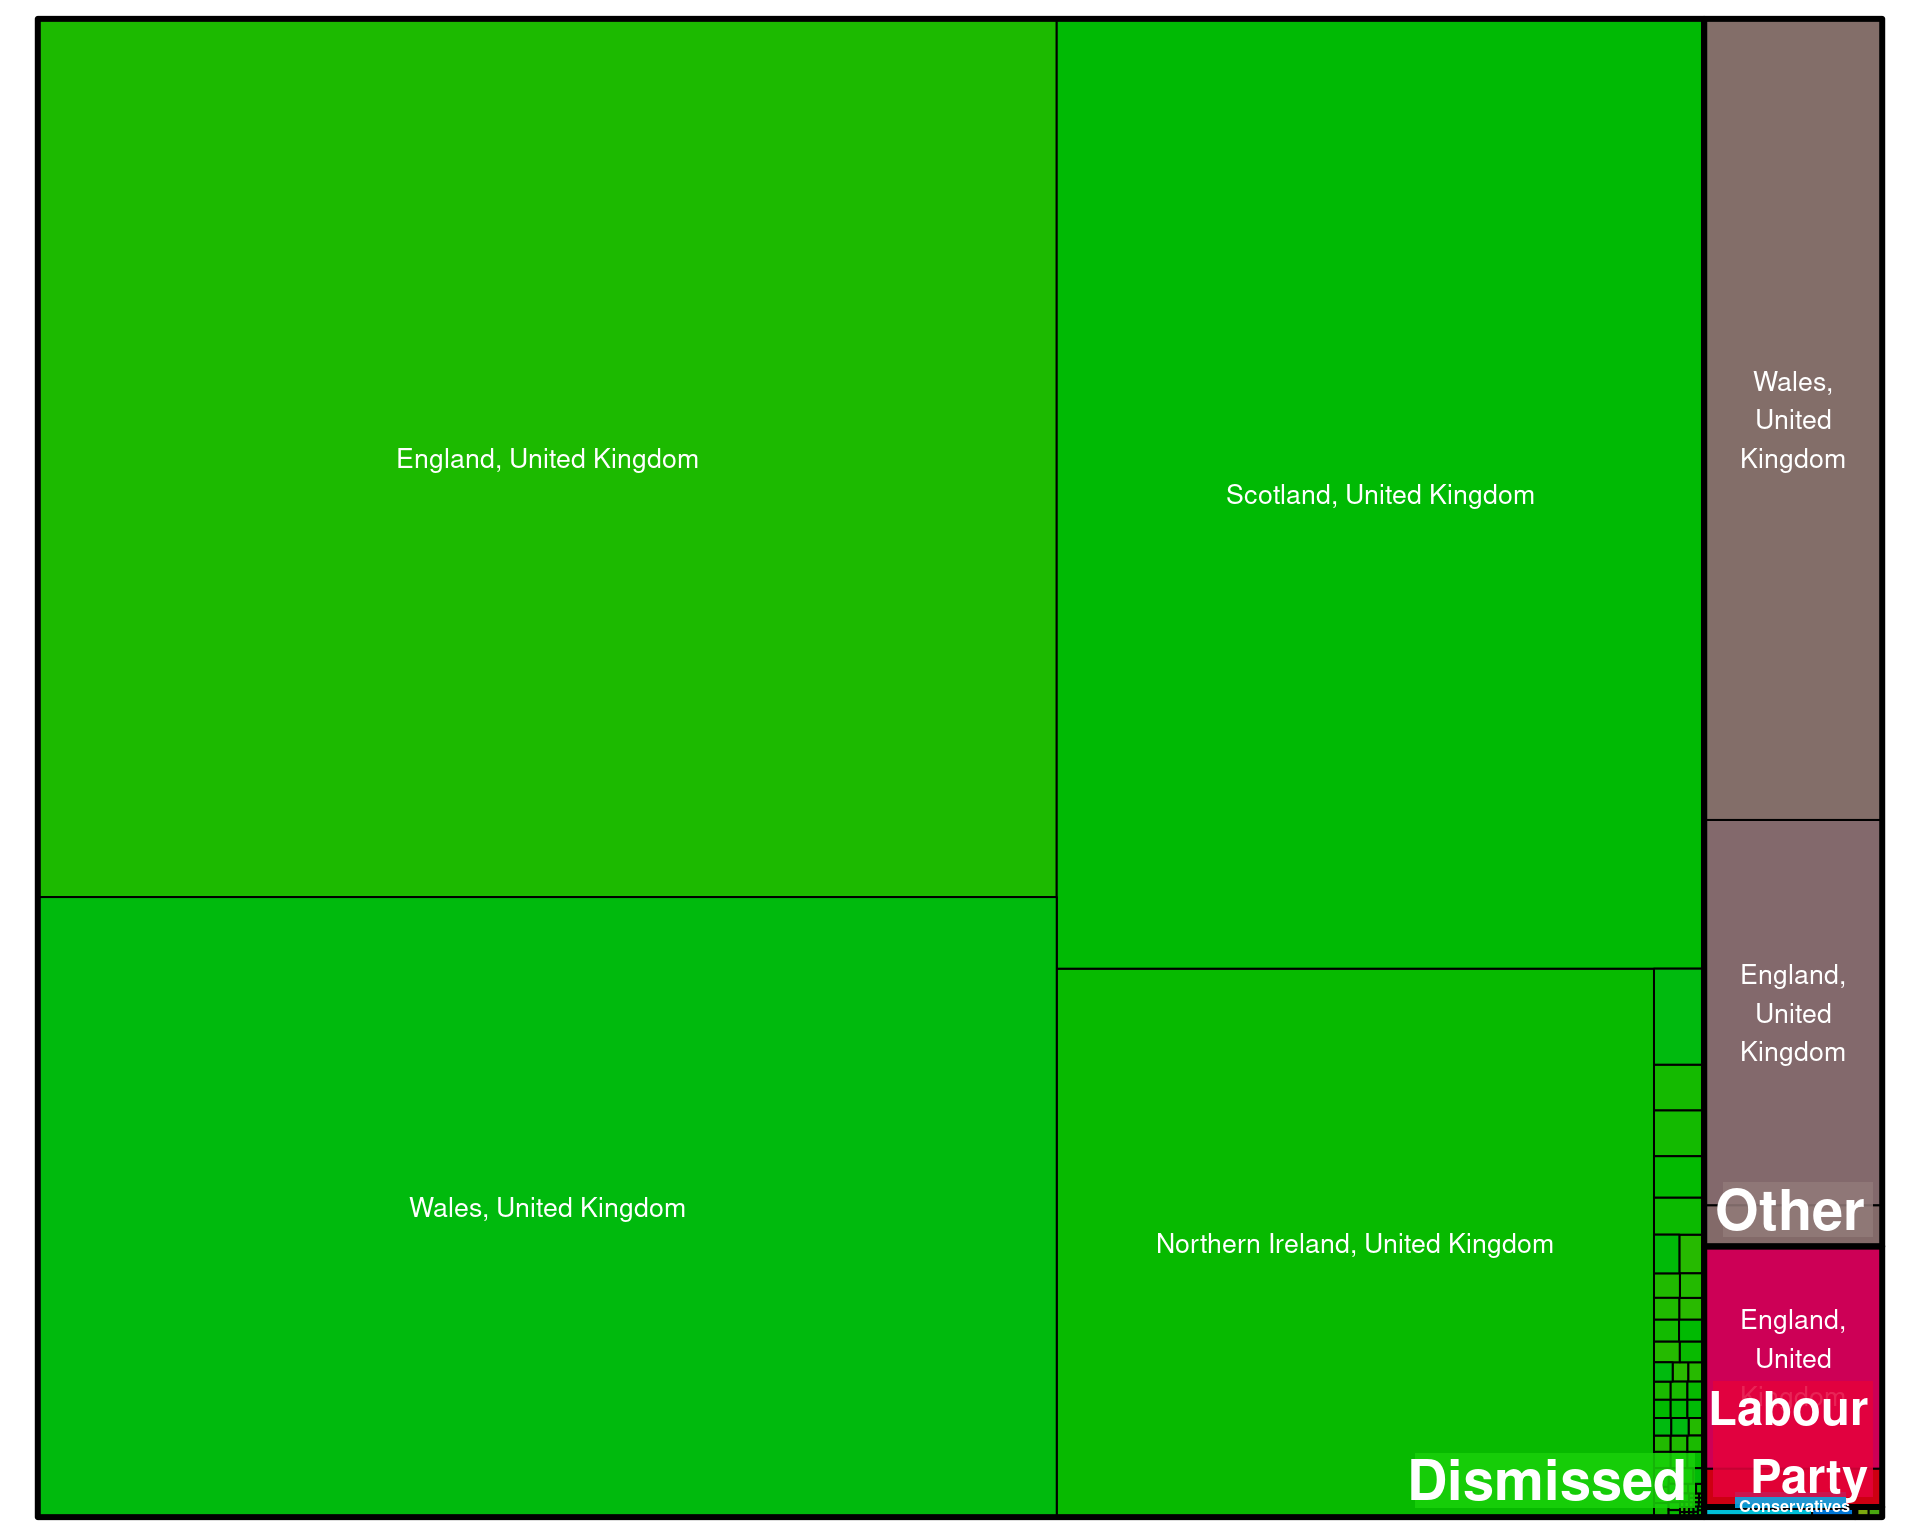 England, United Kingdom
Scotland, United Kingdom
Wales, United Kingdom
Northern Ireland, United Kingdom
Dismissed
Wales,
United
Kingdom
England,
United
Kingdom
Other
England,
United
Kingdom
Labour
Party
Conservatives